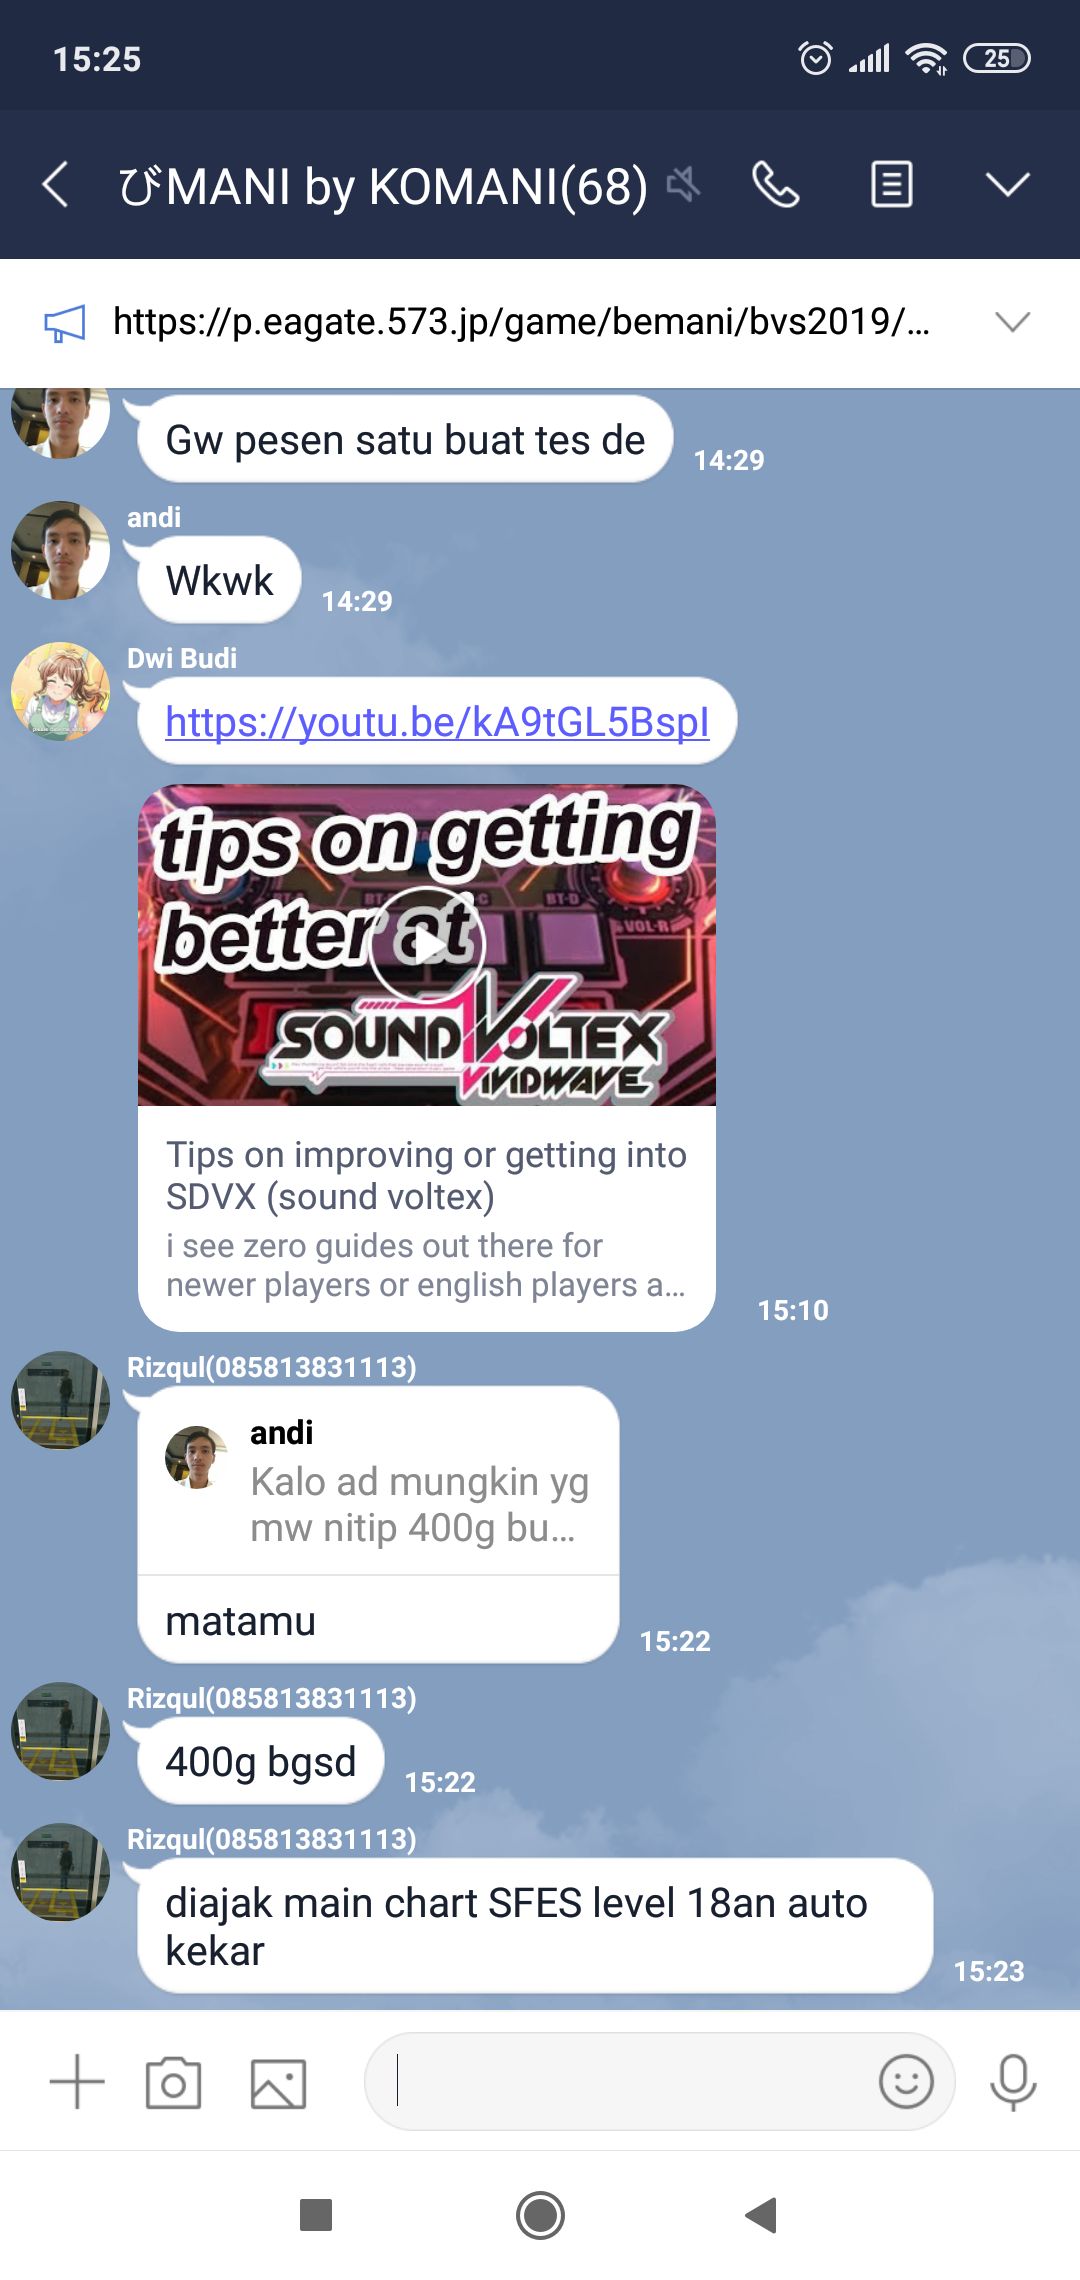 15:25
25
びMANI by KOMANI(68)
https://p.eagate.573.jp/game/bemani/bvs2019/...
Gw pesen satu buat tes de
14:29
andi
Wkwk
14:29
Dwi Budi
https://youtu.be/kA9tGL5BspI
tips on getting
better at
BT-D
VOL-R
SOUND VOLTEX
VIVIDWAVE
Tips on improving or getting into
SDVX (sound voltex)
i see zero guides out there for
newer players or english players a...
15:10
Rizqul(085813831113)
andi
Kalo ad mungkin yg
mw nitip 400g bu...
matamu
15:22
Rizqul(085813831113)
400g bgsd
15:22
Rizqul(085813831113)
diajak main chart SFES level 18an auto
kekar
15:23